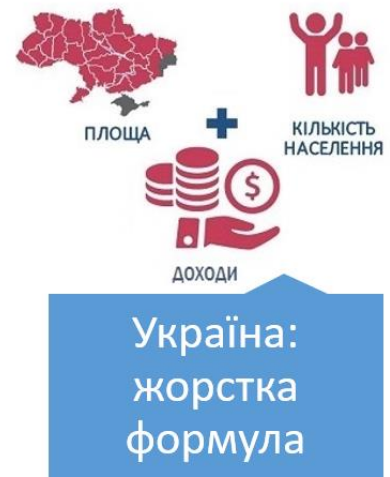 ПЛОЩА
КІЛЬКІСТЬ
НАСЕЛЕННЯ
$
ДОХОДИ
Україна:
жорстка
формула